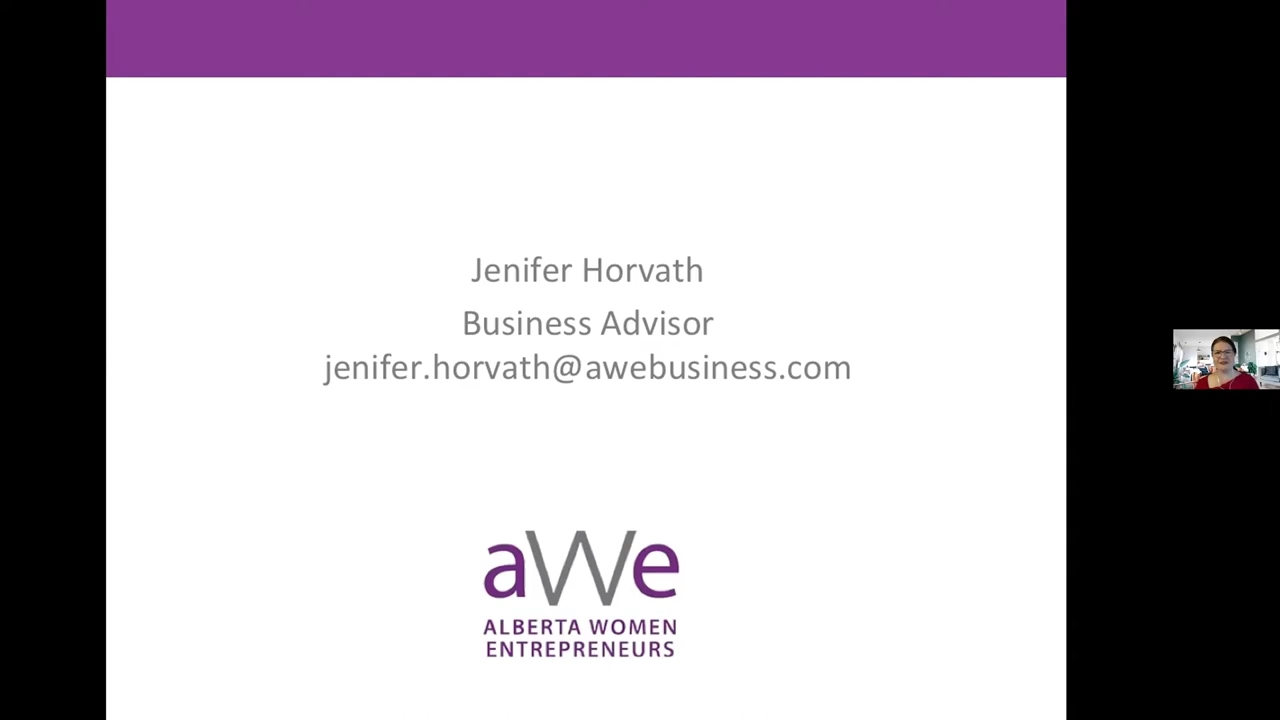 Jenifer Horvath
Business Advisor
jenifer.horvath@awebusiness.com
aWe
ALBERTA WOMEN
ENTREPRENEURS